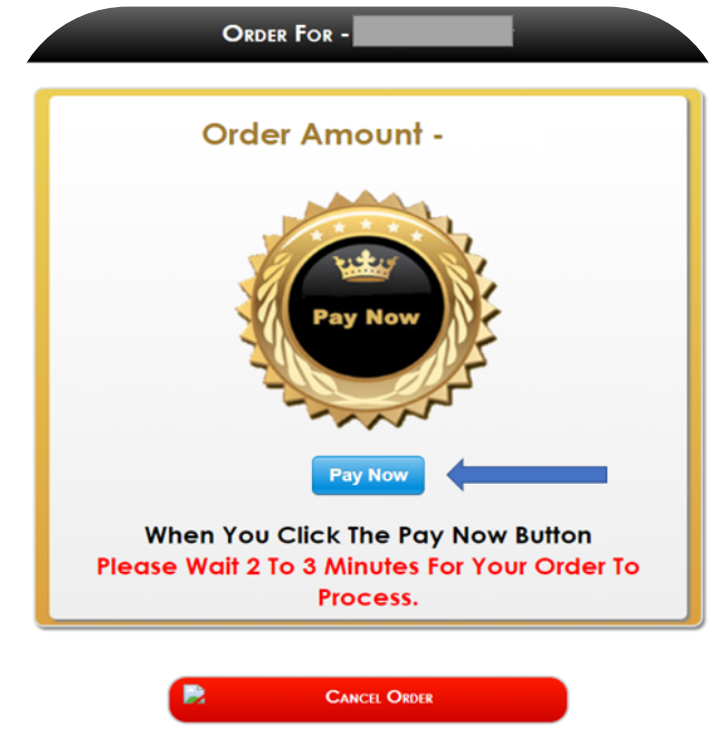 Order For -
Order Amount -
Pay Now
Pay Now
When You Click The Pay Now Button
Please Wait 2 To 3 Minutes For Your Order To
Process.
Cancel Order